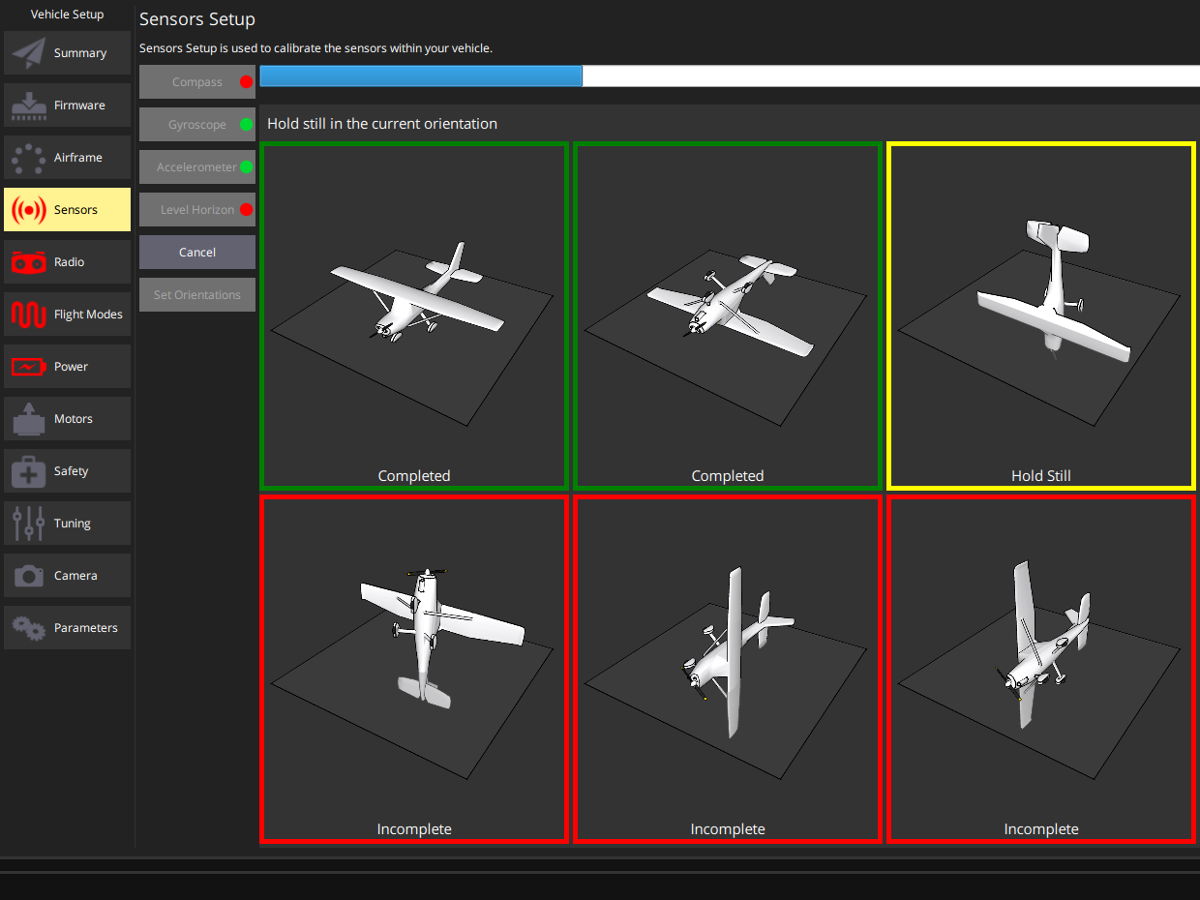 Vehicle Setup
Summary
Firmware
Airframe
Sensors
Radio
Flight Modes
Power
Motors
Safety
Tuning
Camera
Parameters
Sensors Setup
Sensors Setup is used to calibrate the sensors within your vehicle.
Compass
Gyroscope
Accelerometer
Level Horizon
Cancel
Set Orientations
Hold still in the current orientation
Completed
Completed
Hold Still
Incomplete
Incomplete
Incomplete